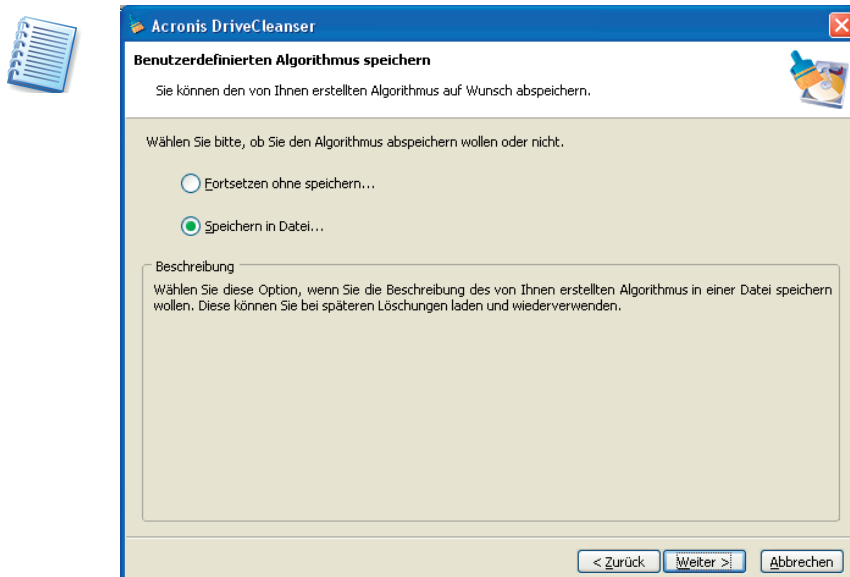 Acronis DriveCleanser
Benutzerdefinierten Algorithmus speichern
Sie können den von Ihnen erstellten Algorithmus auf Wunsch abspeichern.
Wählen Sie bitte, ob Sie den Algorithmus abspeichern wollen oder nicht.
Fortsetzen ohne speichern...
Speichern in Datei...
Beschreibung
Wählen Sie diese Option, wenn Sie die Beschreibung des von Ihnen erstellten Algorithmus in einer Datei speichern
wollen. Diese können Sie bei späteren Löschungen laden und wiederverwenden.
< Zurück Weiter > Abbrechen